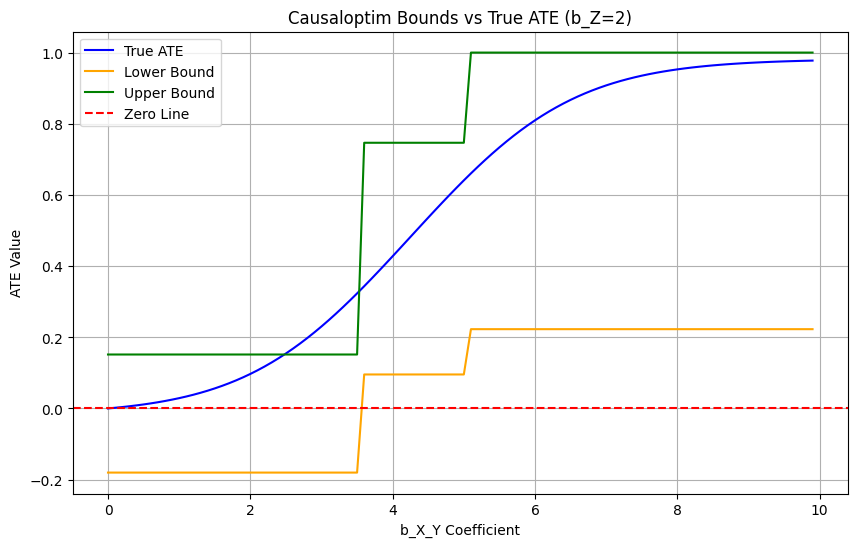 Causaloptim Bounds vs True ATE (b_Z=2)
True ATE
Lower Bound
Upper Bound
Zero Line
ATE Value
1.0
0.8
0.6
0.4
0.2
0.0
−0.2
0
2
4
6
8
10
b_X_Y Coefficient